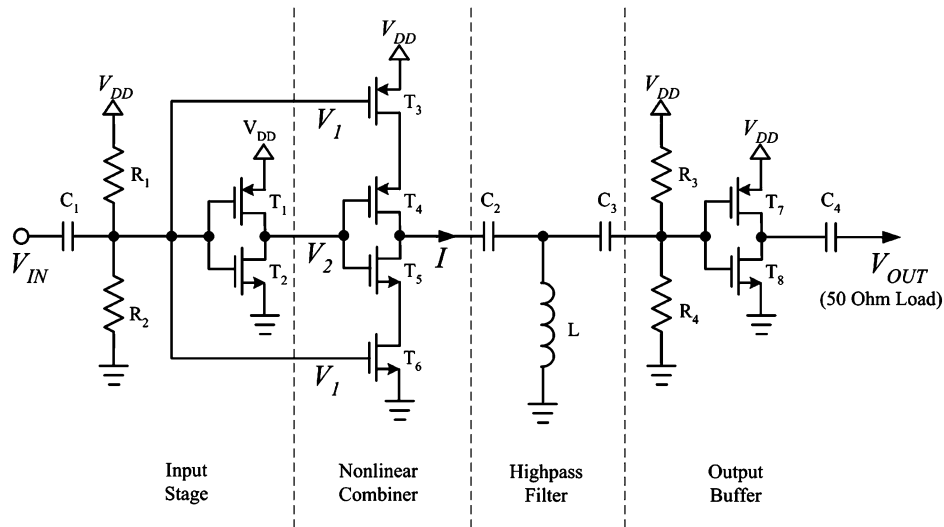 V_DD
V_DD
V_1
T_3
V_DD
V_DD
V_DD
R_1
R_3
C_1
T_1
T_4
C_2
C_3
T_7
C_4
V_IN
T_2
V_2
T_5
I
T_8
V_OUT
(50 Ohm Load)
R_2
L
R_4
V_1
T_6
Input
Stage
Nonlinear
Combiner
Highpass
Filter
Output
Buffer